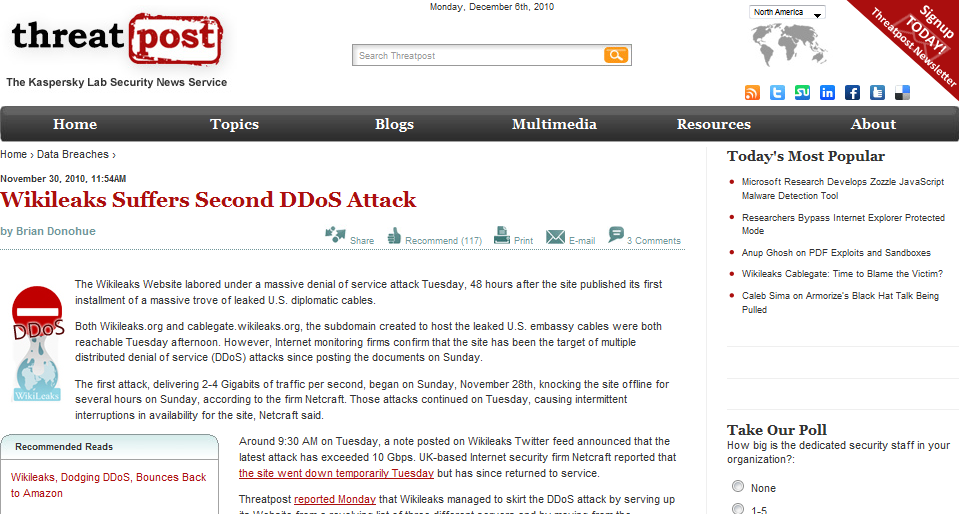 Monday, December 6th, 2010
North America
Signup
TODAY!
Threatpost Newsletter
threatpost
The Kaspersky Lab Security News Service
Search Threatpost
Home Topics Blogs Multimedia Resources About
Home › Data Breaches ›
November 30, 2010, 11:54AM
Wikileaks Suffers Second DDoS Attack
by Brian Donohue
Share Recommend (117) Print E-mail 3 Comments
DDoS
WikiLeaks
The Wikileaks Website labored under a massive denial of service attack Tuesday, 48 hours after the site published its first
installment of a massive trove of leaked U.S. diplomatic cables.
Both Wikileaks.org and cablegate.wikileaks.org, the subdomain created to host the leaked U.S. embassy cables were both
reachable Tuesday afternoon. However, Internet monitoring firms confirm that the site has been the target of multiple
distributed denial of service (DDoS) attacks since posting the documents on Sunday.
The first attack, delivering 2-4 Gigabits of traffic per second, began on Sunday, November 28th, knocking the site offline for
several hours on Sunday, according to the firm Netcraft. Those attacks continued on Tuesday, causing intermittent
interruptions in availability for the site, Netcraft said.
Recommended Reads
Wikileaks, Dodging DDoS, Bounces Back
to Amazon
Around 9:30 AM on Tuesday, a note posted on Wikileaks Twitter feed announced that the
latest attack has exceeded 10 Gbps. UK-based Internet security firm Netcraft reported that
the site went down temporarily Tuesday but has since returned to service.
Threatpost reported Monday that Wikileaks managed to skirt the DDoS attack by serving up
its Website from a revolving list of three different servers and by moving from the
Today's Most Popular
Microsoft Research Develops Zozzle JavaScript
Malware Detection Tool
Researchers Bypass Internet Explorer Protected
Mode
Anup Ghosh on PDF Exploits and Sandboxes
Wikileaks Cablegate: Time to Blame the Victim?
Caleb Sima on Armorize's Black Hat Talk Being
Pulled
Take Our Poll
How big is the dedicated security staff in your
organization?:
None
1-5